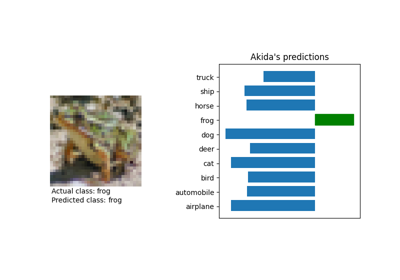 Akida's predictions
truck
ship
horse
frog
dog
deer
cat
bird
automobile
airplane
Actual class: frog
Predicted class: frog